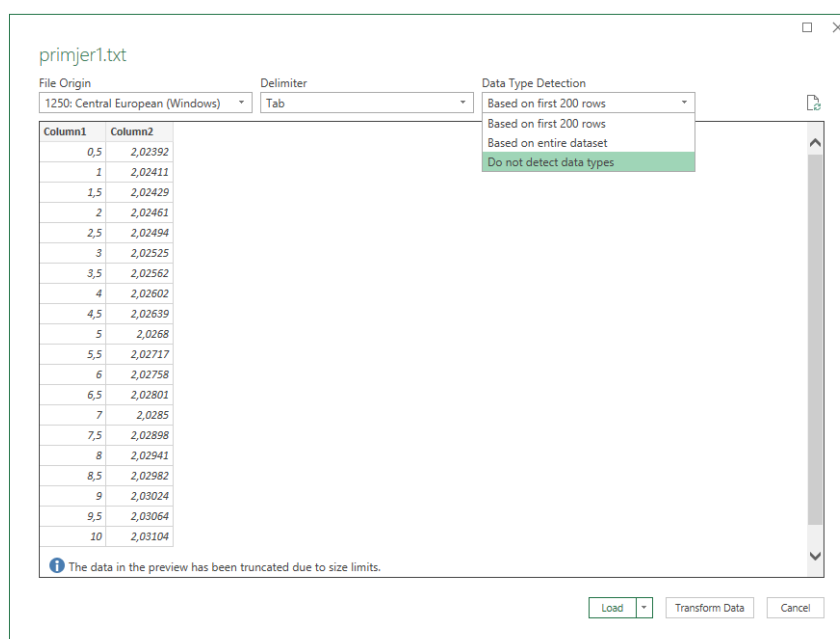 primjer1.txt
File Origin Delimiter Data Type Detection
1250: Central European (Windows) Tab Based on first 200 rows
Based on first 200 rows
Based on entire dataset
Do not detect data types
Column1 Column2
0,5 2,02392
1 2,02411
1,5 2,02429
2 2,02461
2,5 2,02494
3 2,02525
3,5 2,02562
4 2,02602
4,5 2,02639
5 2,0268
5,5 2,02717
6 2,02758
6,5 2,02801
7 2,0285
7,5 2,02898
8 2,02941
8,5 2,02982
9 2,03024
9,5 2,03064
10 2,03104
The data in the preview has been truncated due to size limits.
Load Transform Data Cancel